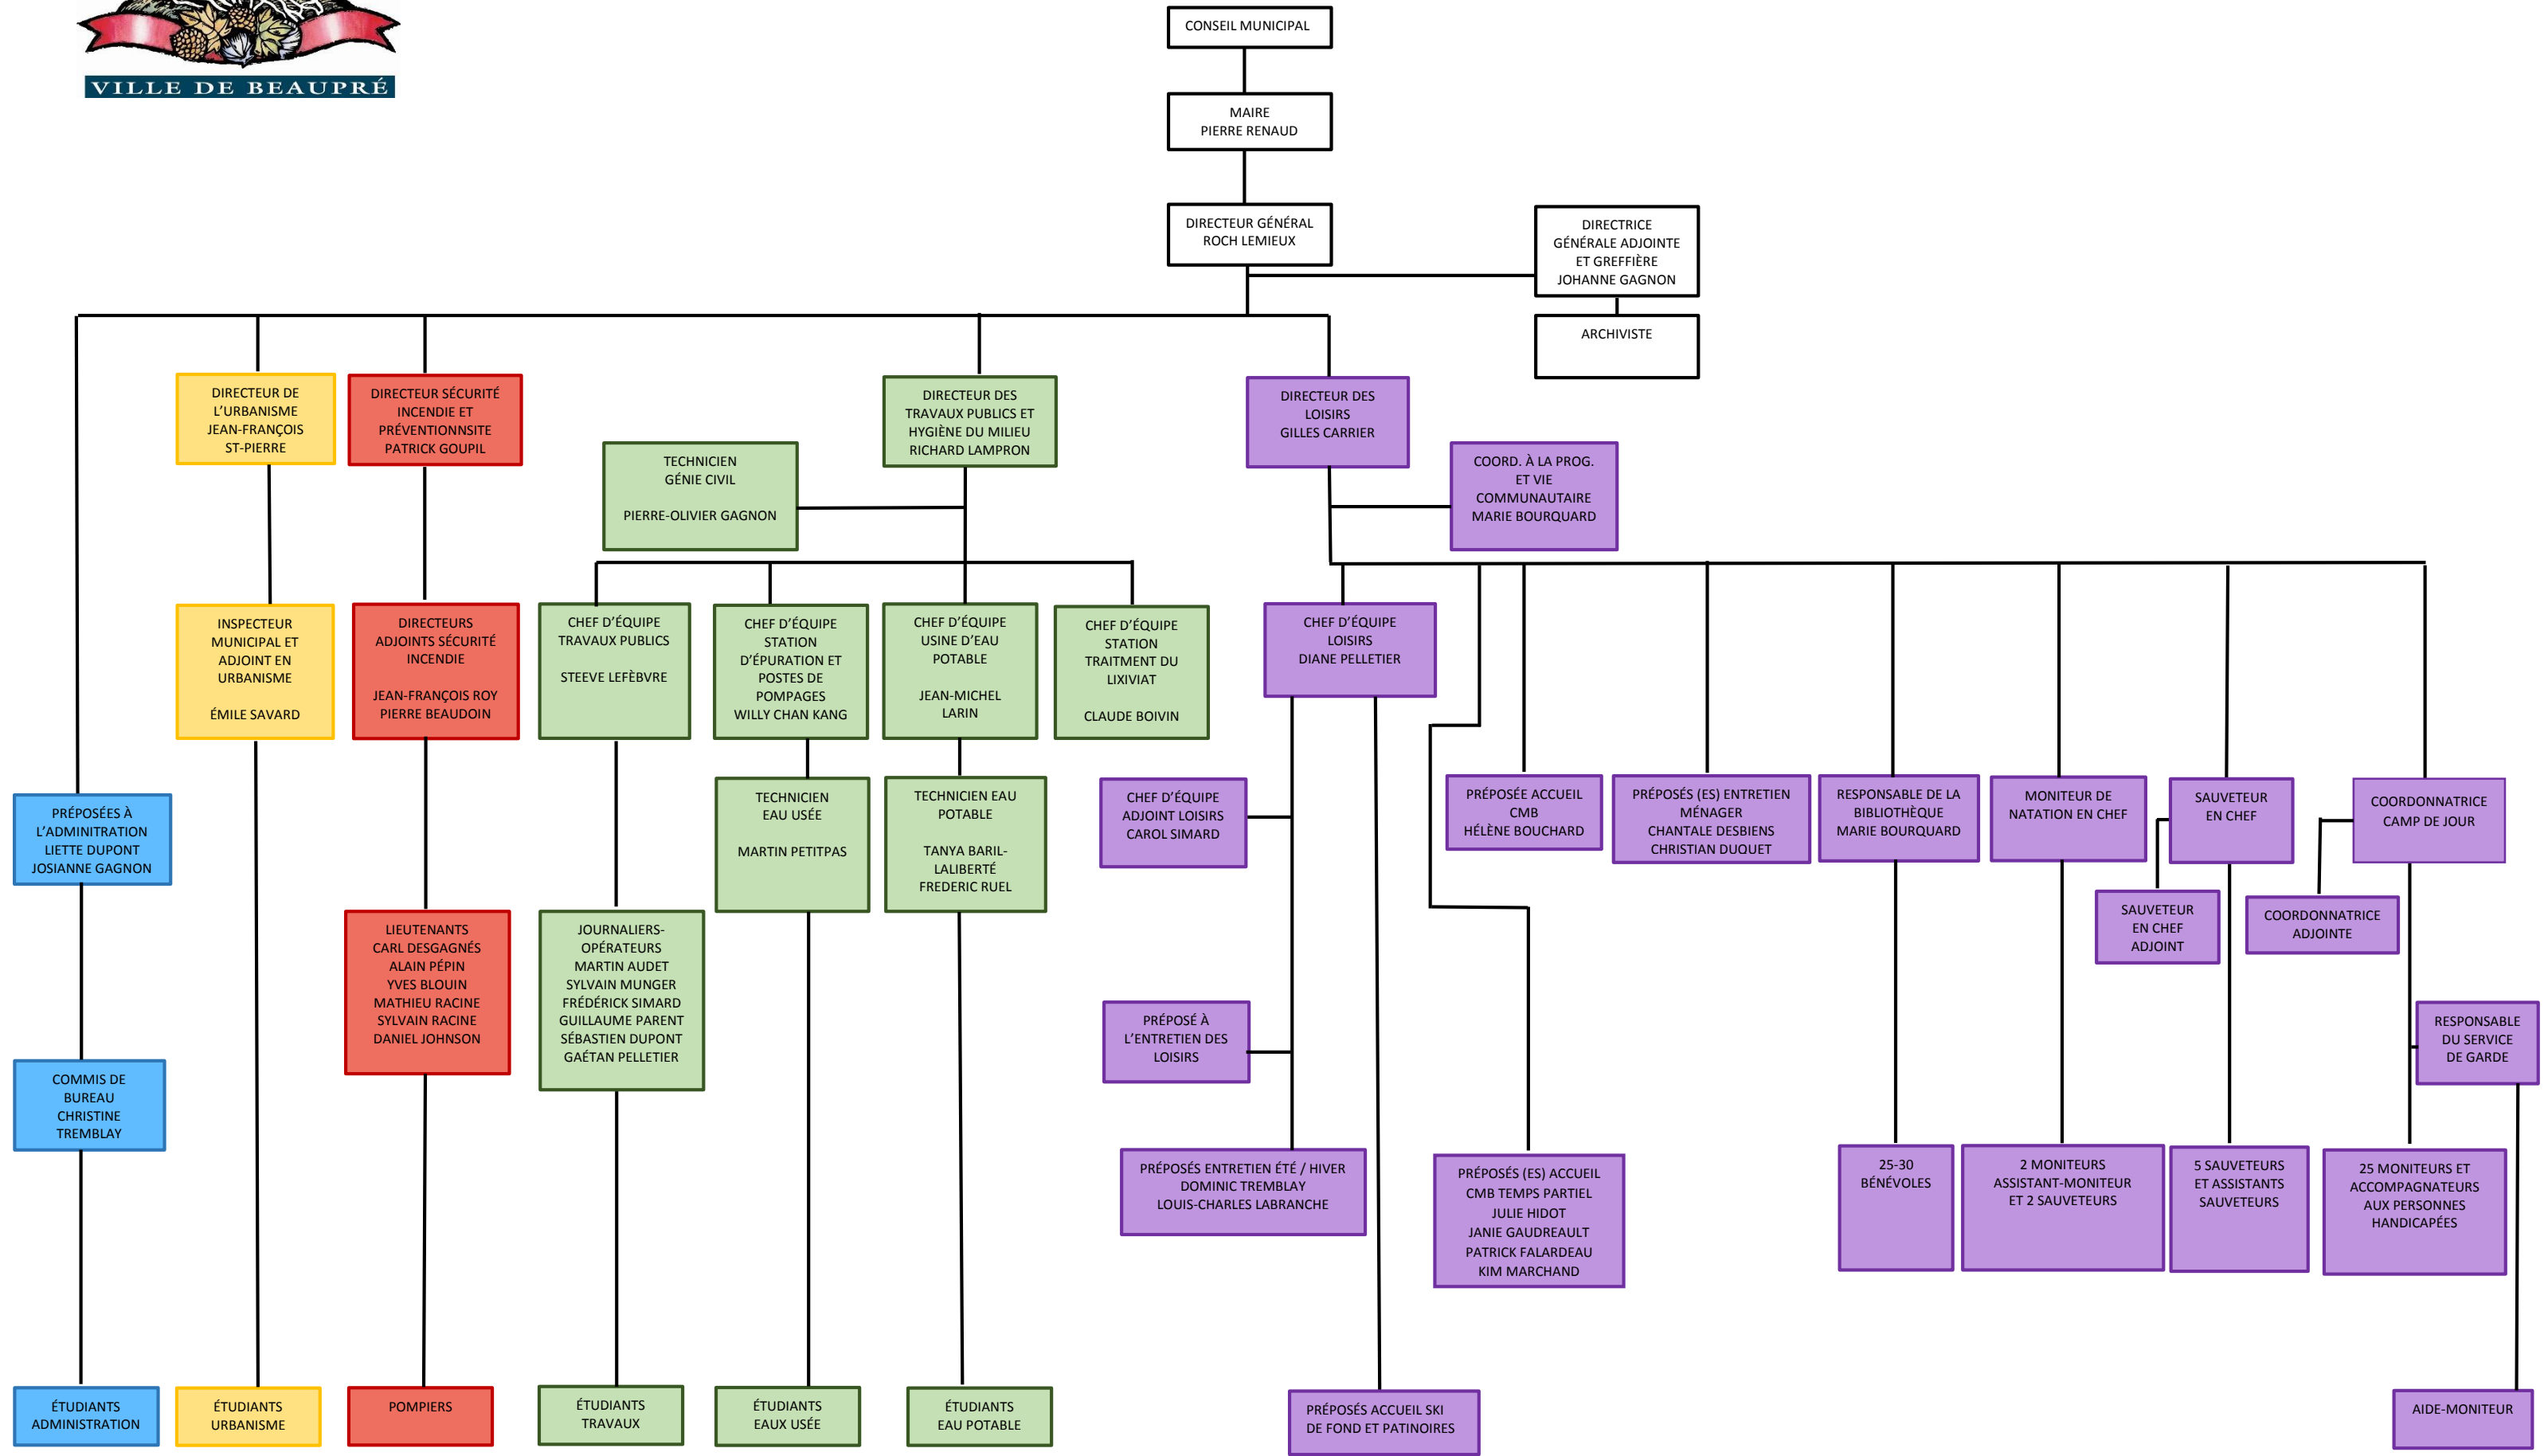 VILLE DE BEAUPRÉ
CONSEIL MUNICIPAL
MAIRE
PIERRE RENAUD
DIRECTEUR GÉNÉRAL
ROCH LEMIEUX
DIRECTRICE
GÉNÉRALE ADJOINTE
ET GREFFIÈRE
JOHANNE GAGNON
ARCHIVISTE
DIRECTEUR DE
L’URBANISME
JEAN-FRANÇOIS
ST-PIERRE
DIRECTEUR SÉCURITÉ
INCENDIE ET
PRÉVENTIONNSITE
PATRICK GOUPIL
DIRECTEUR DES
TRAVAUX PUBLICS ET
HYGIÈNE DU MILIEU
RICHARD LAMPRON
DIRECTEUR DES
LOISIRS
GILLES CARRIER
TECHNICIEN
GÉNIE CIVIL
PIERRE-OLIVIER GAGNON
COORD. À LA PROG.
ET VIE
COMMUNAUTAIRE
MARIE BOURQUARD
INSPECTEUR
MUNICIPAL ET
ADJOINT EN
URBANISME
ÉMILE SAVARD
DIRECTEURS
ADJOINTS SÉCURITÉ
INCENDIE
JEAN-FRANÇOIS ROY
PIERRE BEAUDOIN
CHEF D’ÉQUIPE
TRAVAUX PUBLICS
STEEVE LEFÈBVRE
CHEF D’ÉQUIPE
STATION
D’ÉPURATION ET
POSTES DE
POMPAGES
WILLY CHAN KANG
CHEF D’ÉQUIPE
USINE D’EAU
POTABLE
JEAN-MICHEL
LARIN
CHEF D’ÉQUIPE
STATION
TRAITMENT DU
LIXIVIAT
CLAUDE BOIVIN
CHEF D’ÉQUIPE
LOISIRS
DIANE PELLETIER
PRÉPOSÉES À
L’ADMINITRATION
LIETTE DUPONT
JOSIANNE GAGNON
TECHNICIEN
EAU USÉE
MARTIN PETITPAS
TECHNICIEN EAU
POTABLE
TANYA BARIL-
LALIBERTÉ
FREDERIC RUEL
CHEF D’ÉQUIPE
ADJOINT LOISIRS
CAROL SIMARD
PRÉPOSÉE ACCUEIL
CMB
HÉLÈNE BOUCHARD
PRÉPOSÉS (ES) ENTRETIEN
MÉNAGER
CHANTALE DESBIENS
CHRISTIAN DUQUET
RESPONSABLE DE LA
BIBLIOTHÈQUE
MARIE BOURQUARD
MONITEUR DE
NATATION EN CHEF
SAUVETEUR
EN CHEF
COORDONNATRICE
CAMP DE JOUR
SAUVETEUR
EN CHEF
ADJOINT
COORDONNATRICE
ADJOINTE
LIEUTENANTS
CARL DESGAGNÉS
ALAIN PÉPIN
YVES BLOUIN
MATHIEU RACINE
SYLVAIN RACINE
DANIEL JOHNSON
JOURNALIERS-
OPÉRATEURS
MARTIN AUDET
SYLVAIN MUNGER
FRÉDÉRICK SIMARD
GUILLAUME PARENT
SÉBASTIEN DUPONT
GAÉTAN PELLETIER
PRÉPOSÉ À
L’ENTRETIEN DES
LOISIRS
RESPONSABLE
DU SERVICE
DE GARDE
COMMIS DE
BUREAU
CHRISTINE
TREMBLAY
PRÉPOSÉS ENTRETIEN ÉTÉ / HIVER
DOMINIC TREMBLAY
LOUIS-CHARLES LABRANCHE
PRÉPOSÉS (ES) ACCUEIL
CMB TEMPS PARTIEL
JULIE HIDOT
JANIE GAUDREAULT
PATRICK FALARDEAU
KIM MARCHAND
25-30
BÉNÉVOLES
2 MONITEURS
ASSISTANT-MONITEUR
ET 2 SAUVETEURS
5 SAUVETEURS
ET ASSISTANTS
SAUVETEURS
25 MONITEURS ET
ACCOMPAGNATEURS
AUX PERSONNES
HANDICAPÉES
ÉTUDIANTS
ADMINISTRATION
ÉTUDIANTS
URBANISME
POMPIERS
ÉTUDIANTS
TRAVAUX
ÉTUDIANTS
EAUX USÉE
ÉTUDIANTS
EAU POTABLE
PRÉPOSÉS ACCUEIL SKI
DE FOND ET PATINOIRES
AIDE-MONITEUR